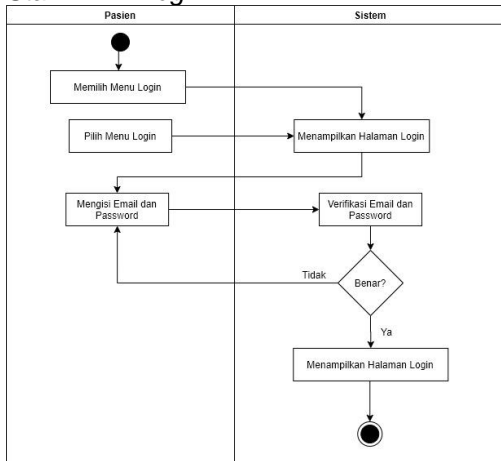 Pasien
Sistem
Memilih Menu Login
Pilih Menu Login
Menampilkan Halaman Login
Mengisi Email dan
Password
Verifikasi Email dan
Password
Tidak
Benar?
Ya
Menampilkan Halaman Login